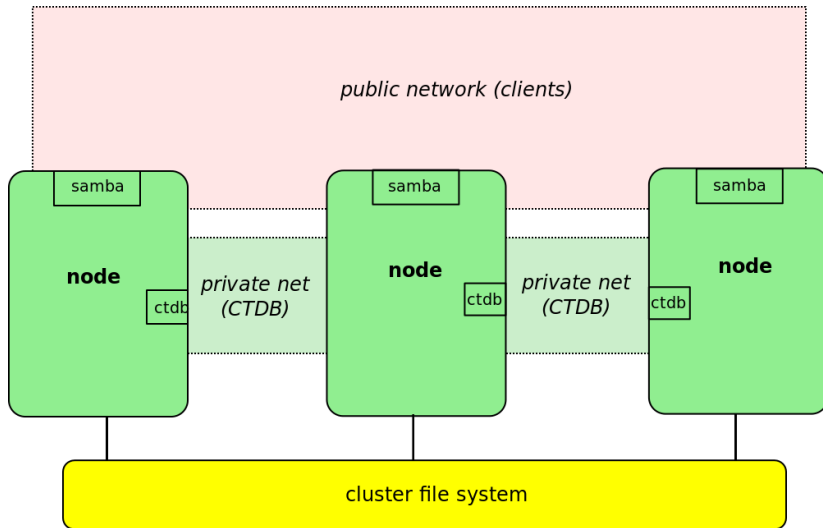 public network (clients)
samba
samba
samba
node
node
node
private net
(CTDB)
private net
(CTDB)
ctdb
ctdb
ctdb
cluster file system